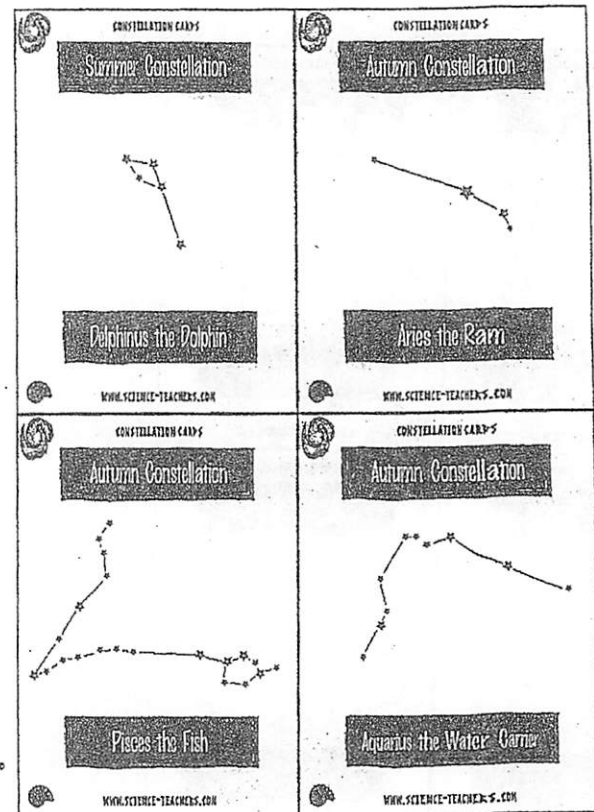 CONSTELLATION CARDS
Summer Constellation
Delphinus the Dolphin
WWW.SCIENCE-TEACHERS.COM
CONSTELLATION CARDS
Autumn Constellation
Aries the Ram
WWW.SCIENCE-TEACHERS.COM
CONSTELLATION CARDS
Autumn Constellation
Pisces the Fish
WWW.SCIENCE-TEACHERS.COM
CONSTELLATION CARDS
Autumn Constellation
Aquarius the Water Carrier
WWW.SCIENCE-TEACHERS.COM